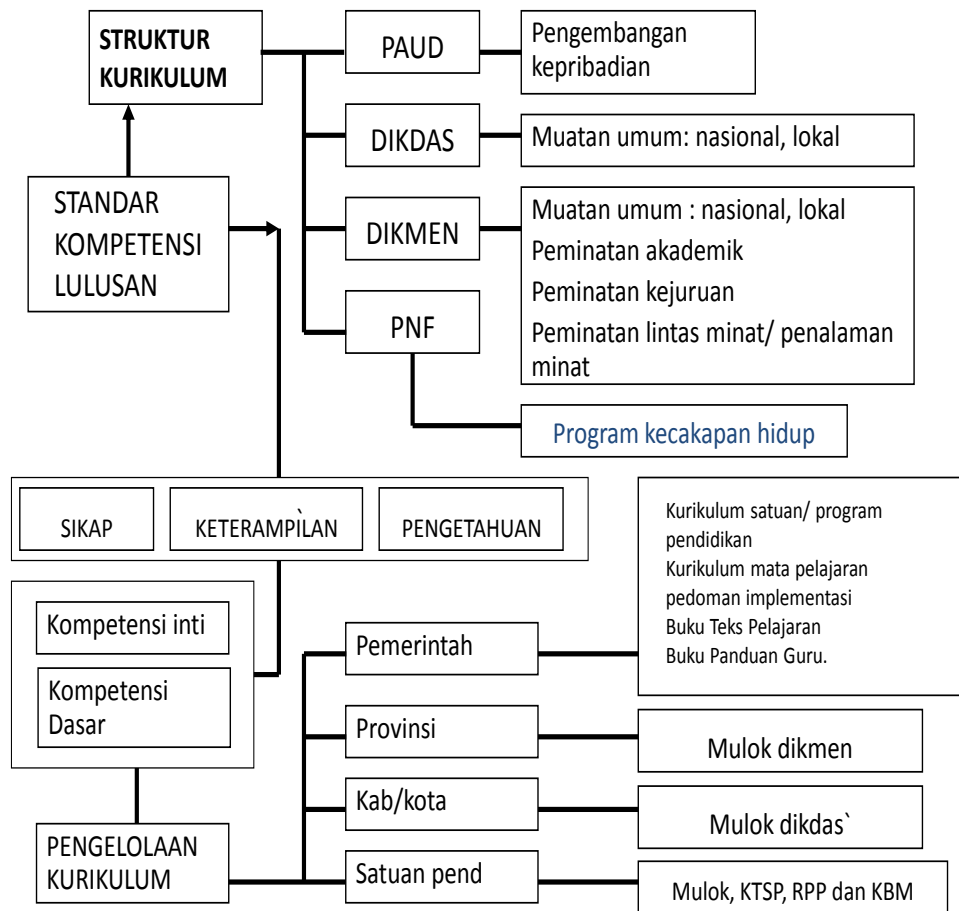 STRUKTUR
KURIKULUM
PAUD
Pengembangan
kepribadian
DIKDAS
Muatan umum: nasional, lokal
STANDAR
KOMPETENSI
LULUSAN
DIKMEN
Muatan umum : nasional, lokal
Peminatan akademik
Peminatan kejuruan
Peminatan lintas minat/ penalaman
minat
PNF
Program kecakapan hidup
SIKAP
KETERAMPÌLAN
PENGETAHUAN
Kompetensi inti
Kompetensi
Dasar
Pemerintah
Kurikulum satuan/ program
pendidikan
Kurikulum mata pelajaran
pedoman implementasi
Buku Teks Pelajaran
Buku Panduan Guru.
Provinsi
Mulok dikmen
Kab/kota
Mulok dikdas`
PENGELOLAAN
KURIKULUM
Satuan pend
Mulok, KTSP, RPP dan KBM